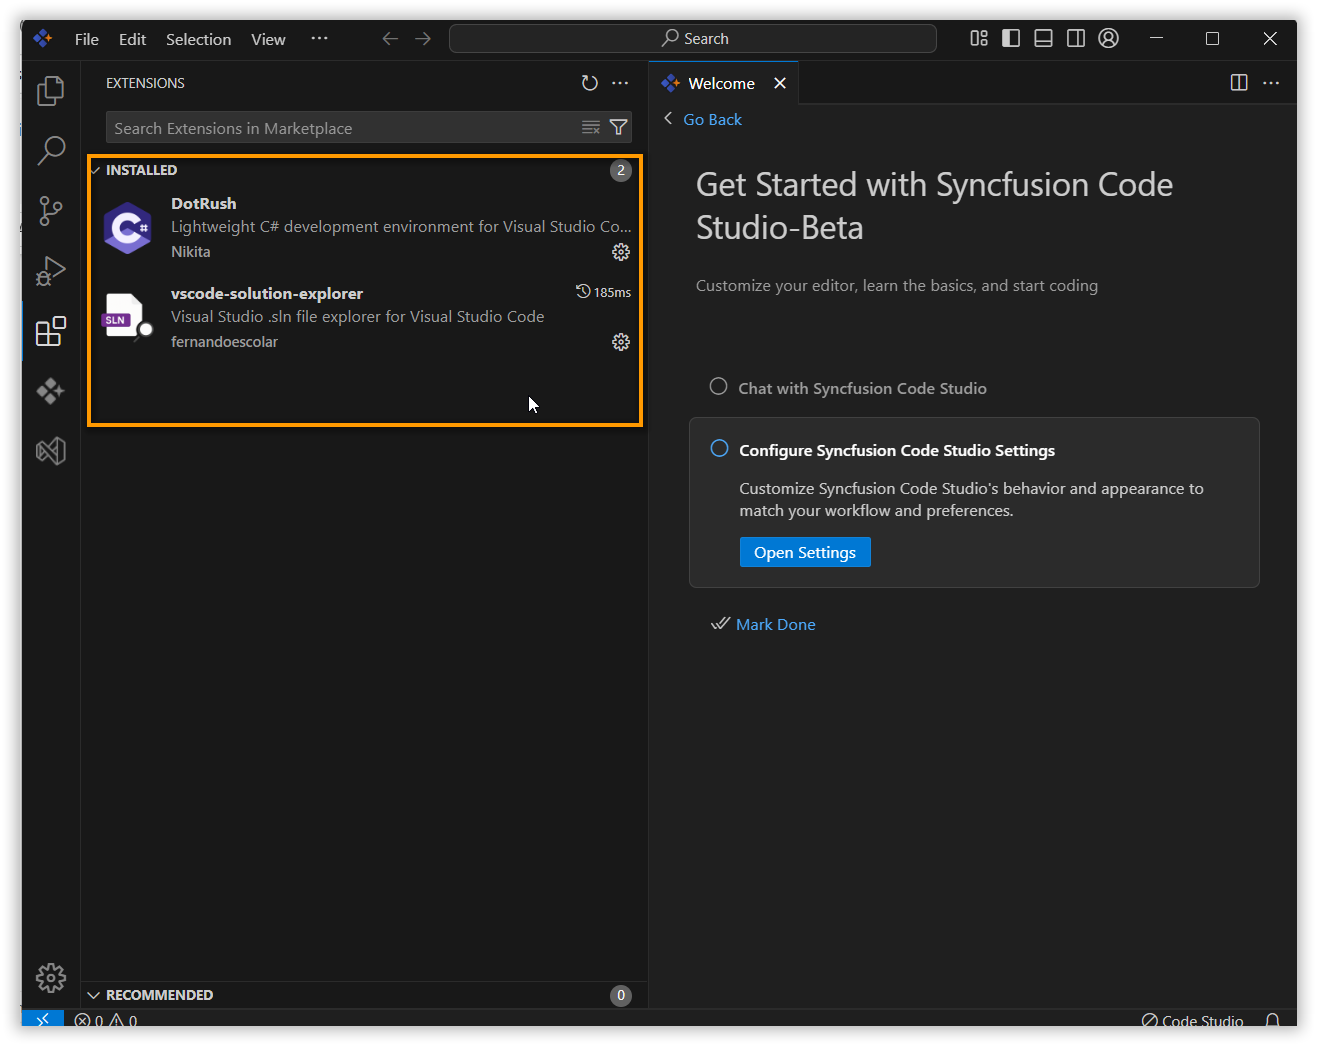 File Edit Selection View ···
Search
EXTENSIONS
Search Extensions in Marketplace
INSTALLED 2
DotRush
Lightweight C# development environment for Visual Studio Co...
Nikita
vscode-solution-explorer 185ms
Visual Studio .sln file explorer for Visual Studio Code
fernandoescolar
SLN
RECOMMENDED 0
Welcome
Go Back
Get Started with Syncfusion Code
Studio-Beta
Customize your editor, learn the basics, and start coding
Chat with Syncfusion Code Studio
Configure Syncfusion Code Studio Settings
Customize Syncfusion Code Studio's behavior and appearance to
match your workflow and preferences.
Open Settings
Mark Done
0 0
Code Studio